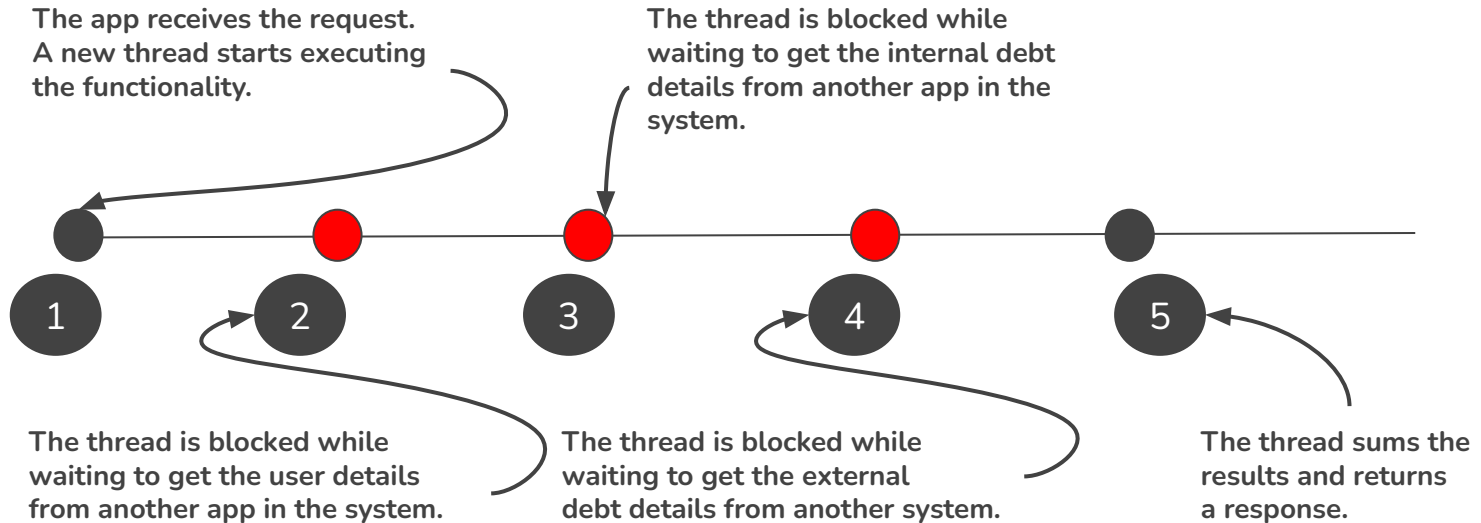 The app receives the request.
A new thread starts executing
the functionality.
The thread is blocked while
waiting to get the internal debt
details from another app in the
system.
1
2
3
4
5
The thread is blocked while
waiting to get the user details
from another app in the system.
The thread is blocked while
waiting to get the external
debt details from another system.
The thread sums the
results and returns
a response.